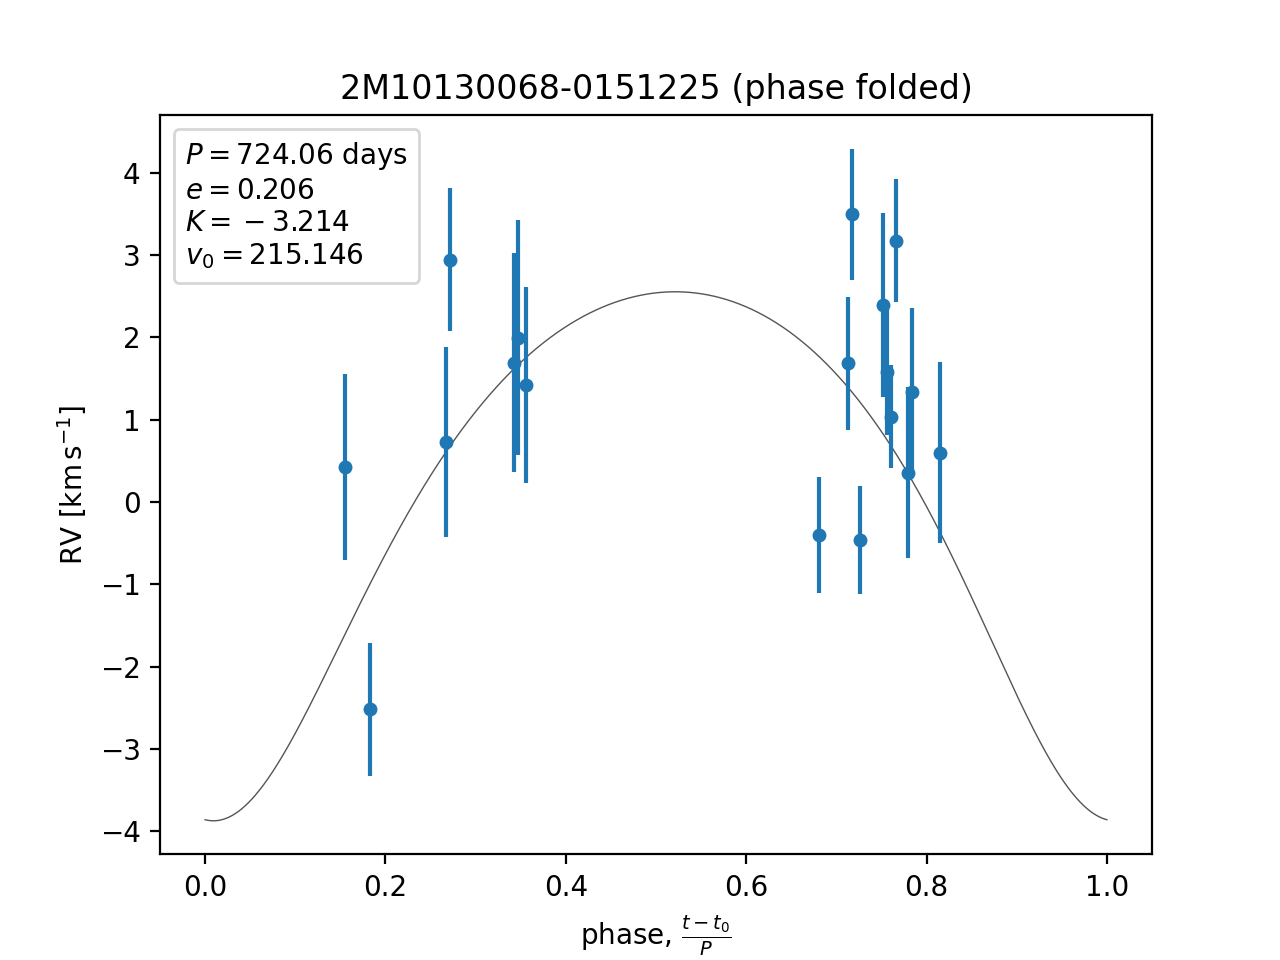 2M10130068-0151225 (phase folded)
P = 724.06 days
e = 0.206
K = −3.214
v₀ = 215.146
4
3
2
1
0
−1
−2
−3
−4
RV [km s⁻¹]
0.0 0.2 0.4 0.6 0.8 1.0
phase, (t − t₀)/P